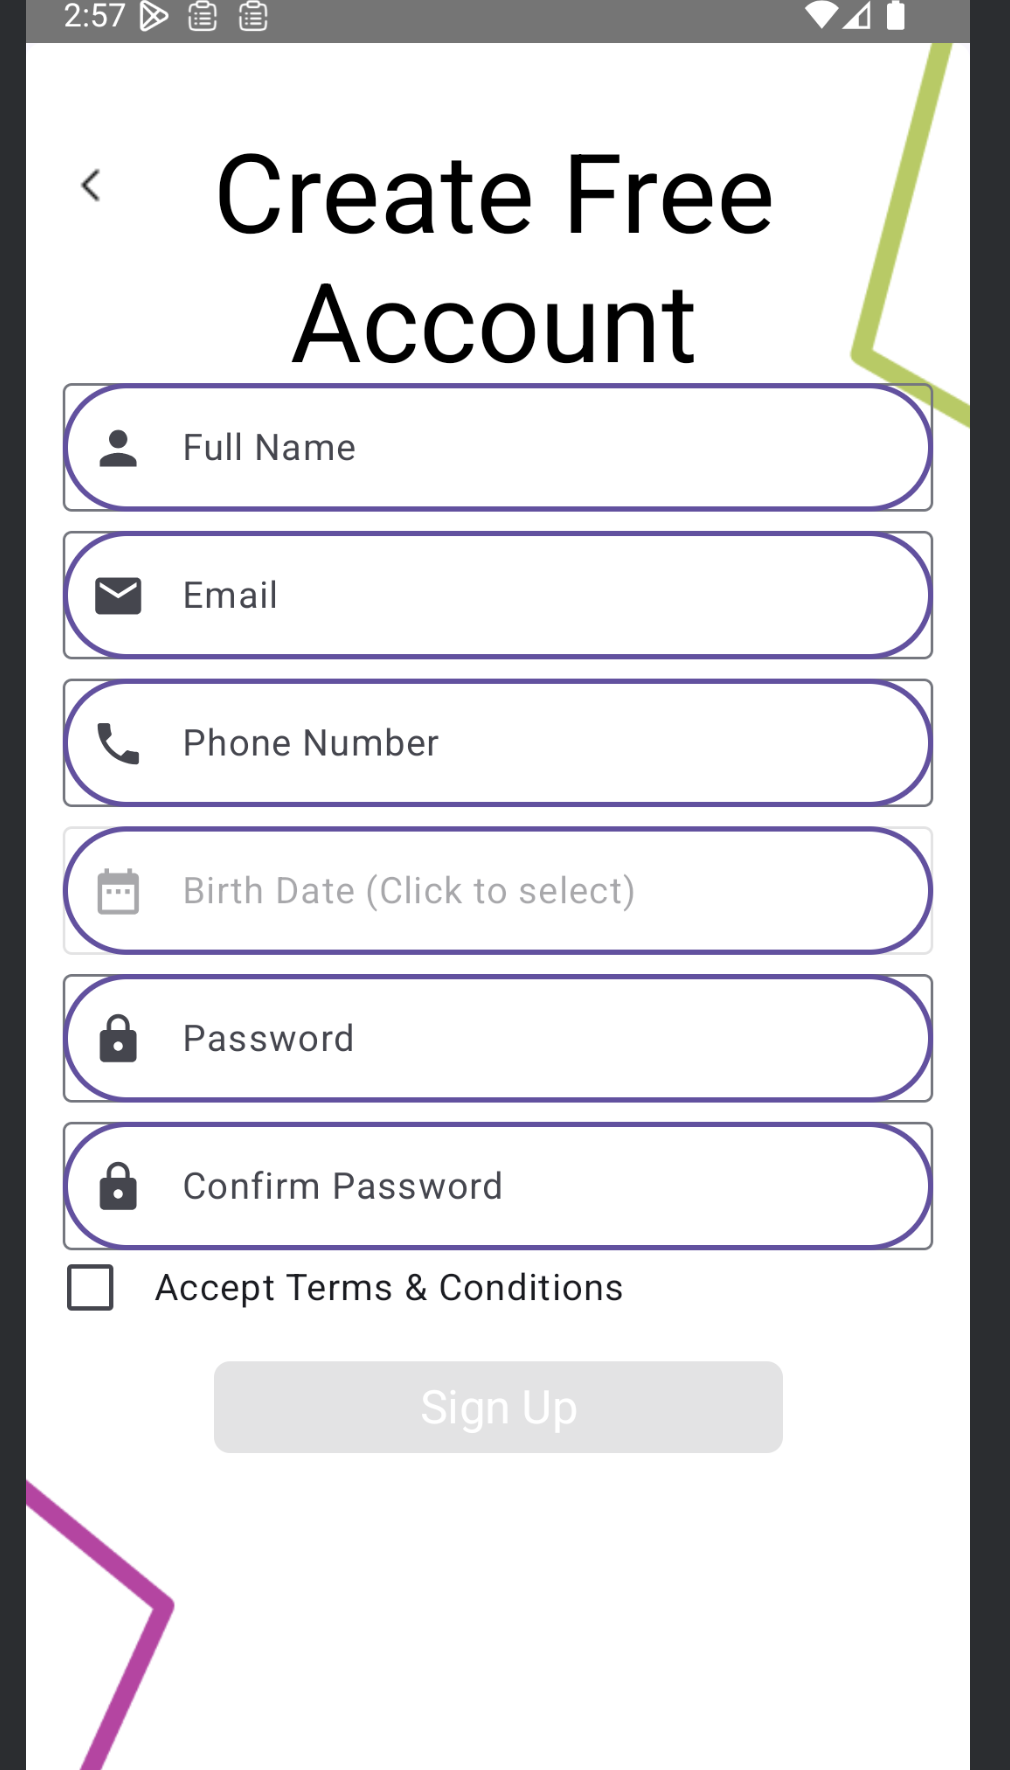 2:57
Create Free
Account
Full Name
Email
Phone Number
Birth Date (Click to select)
Password
Confirm Password
Accept Terms & Conditions
Sign Up